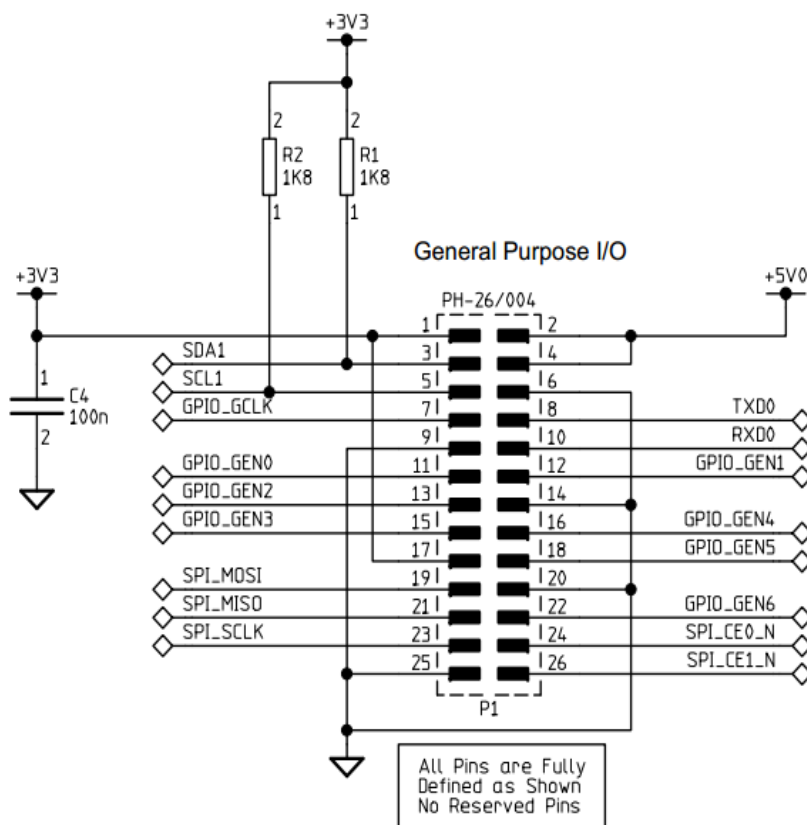 +3V3
2
2
R2
1K8
R1
1K8
1
1
General Purpose I/O
+3V3
+5V0
PH-26/004
1
2
SDA1
3
4
SCL1
5
6
1
C4
100n
2
GPIO_GCLK
7
8
TXD0
9
10
RXD0
GPIO_GEN0
11
12
GPIO_GEN1
GPIO_GEN2
13
14
GPIO_GEN3
15
16
GPIO_GEN4
17
18
GPIO_GEN5
SPI_MOSI
19
20
SPI_MISO
21
22
GPIO_GEN6
SPI_SCLK
23
24
SPI_CE0_N
25
26
SPI_CE1_N
P1
All Pins are Fully
Defined as Shown
No Reserved Pins